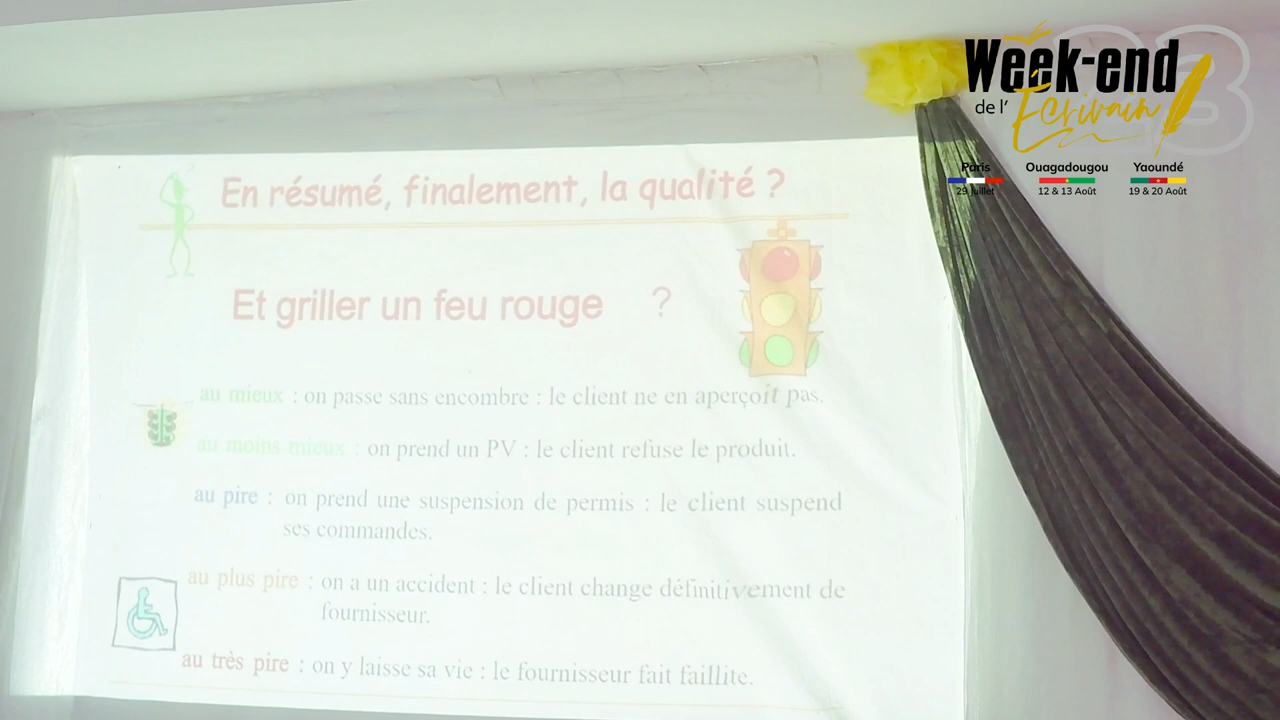 Week-end
de l' Écrivain
Paris
29 Juillet
Ouagadougou
12 & 13 Août
Yaoundé
19 & 20 Août
En résumé, finalement, la qualité ?
Et griller un feu rouge ?
au mieux : on passe sans encombre : le client ne en aperçoit pas.
au moins mieux : on prend un PV : le client refuse le produit.
au pire : on prend une suspension de permis : le client suspend
ses commandes.
au plus pire : on a un accident : le client change définitivement de
fournisseur.
au très pire : on y laisse sa vie : le fournisseur fait faillite.